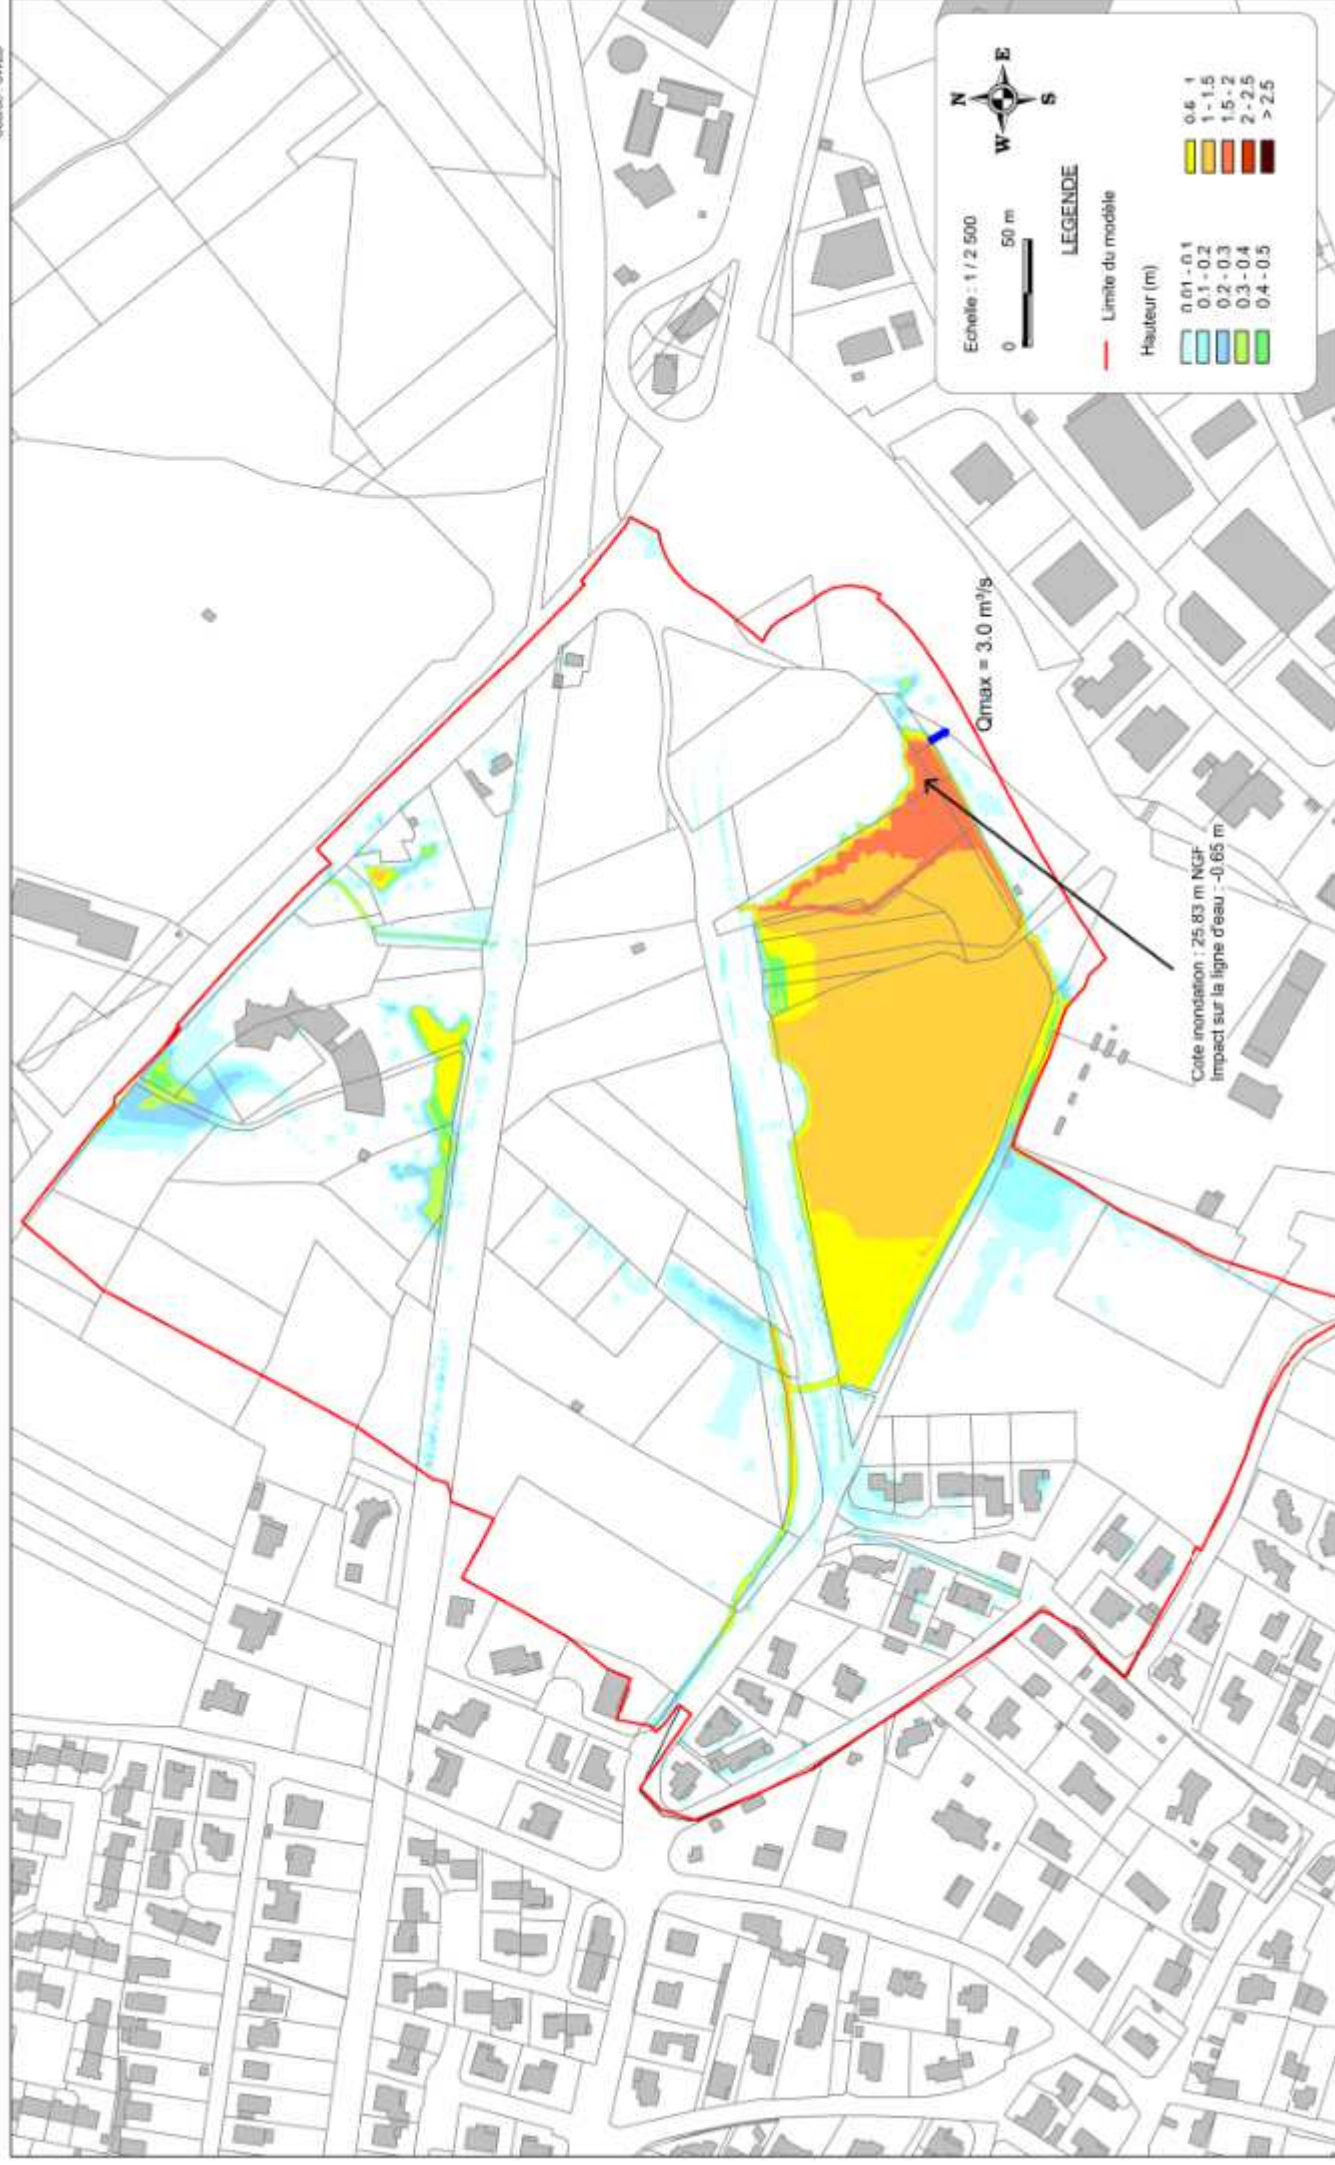 N
W E
S
Echelle : 1 / 2 500
0 50 m
LEGENDE
Limite du modèle
Hauteur (m)
0.01 - 0.1
0.1 - 0.2
0.2 - 0.3
0.3 - 0.4
0.4 - 0.5
0.6 1
1 - 1.5
1.5 - 2
2 - 2.5
> 2.5
Qmax = 3.0 m³/s
Cote inondation : 25.83 m NGF
Impact sur la ligne d'eau : -0.65 m